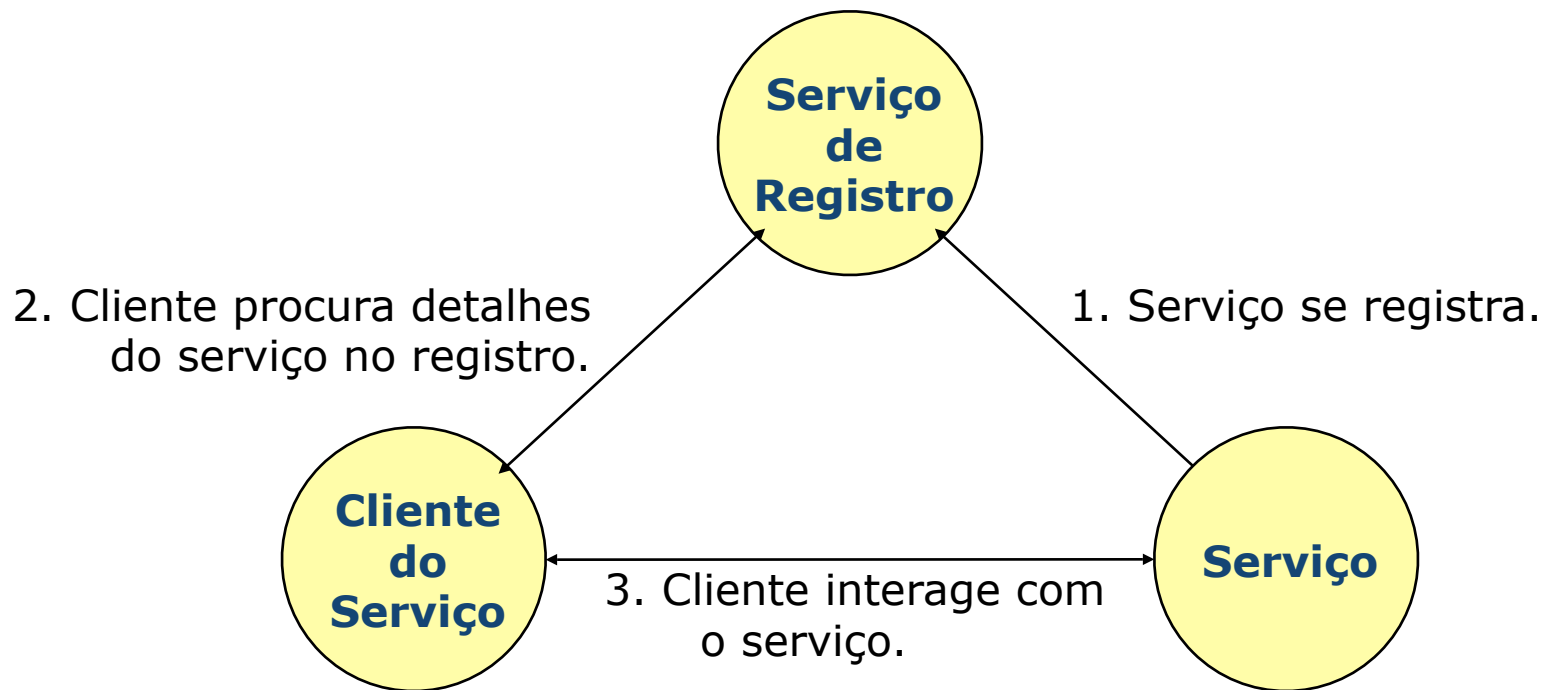 Serviço
de
Registro
2. Cliente procura detalhes
do serviço no registro.
1. Serviço se registra.
Cliente
do
Serviço
3. Cliente interage com
o serviço.
Serviço